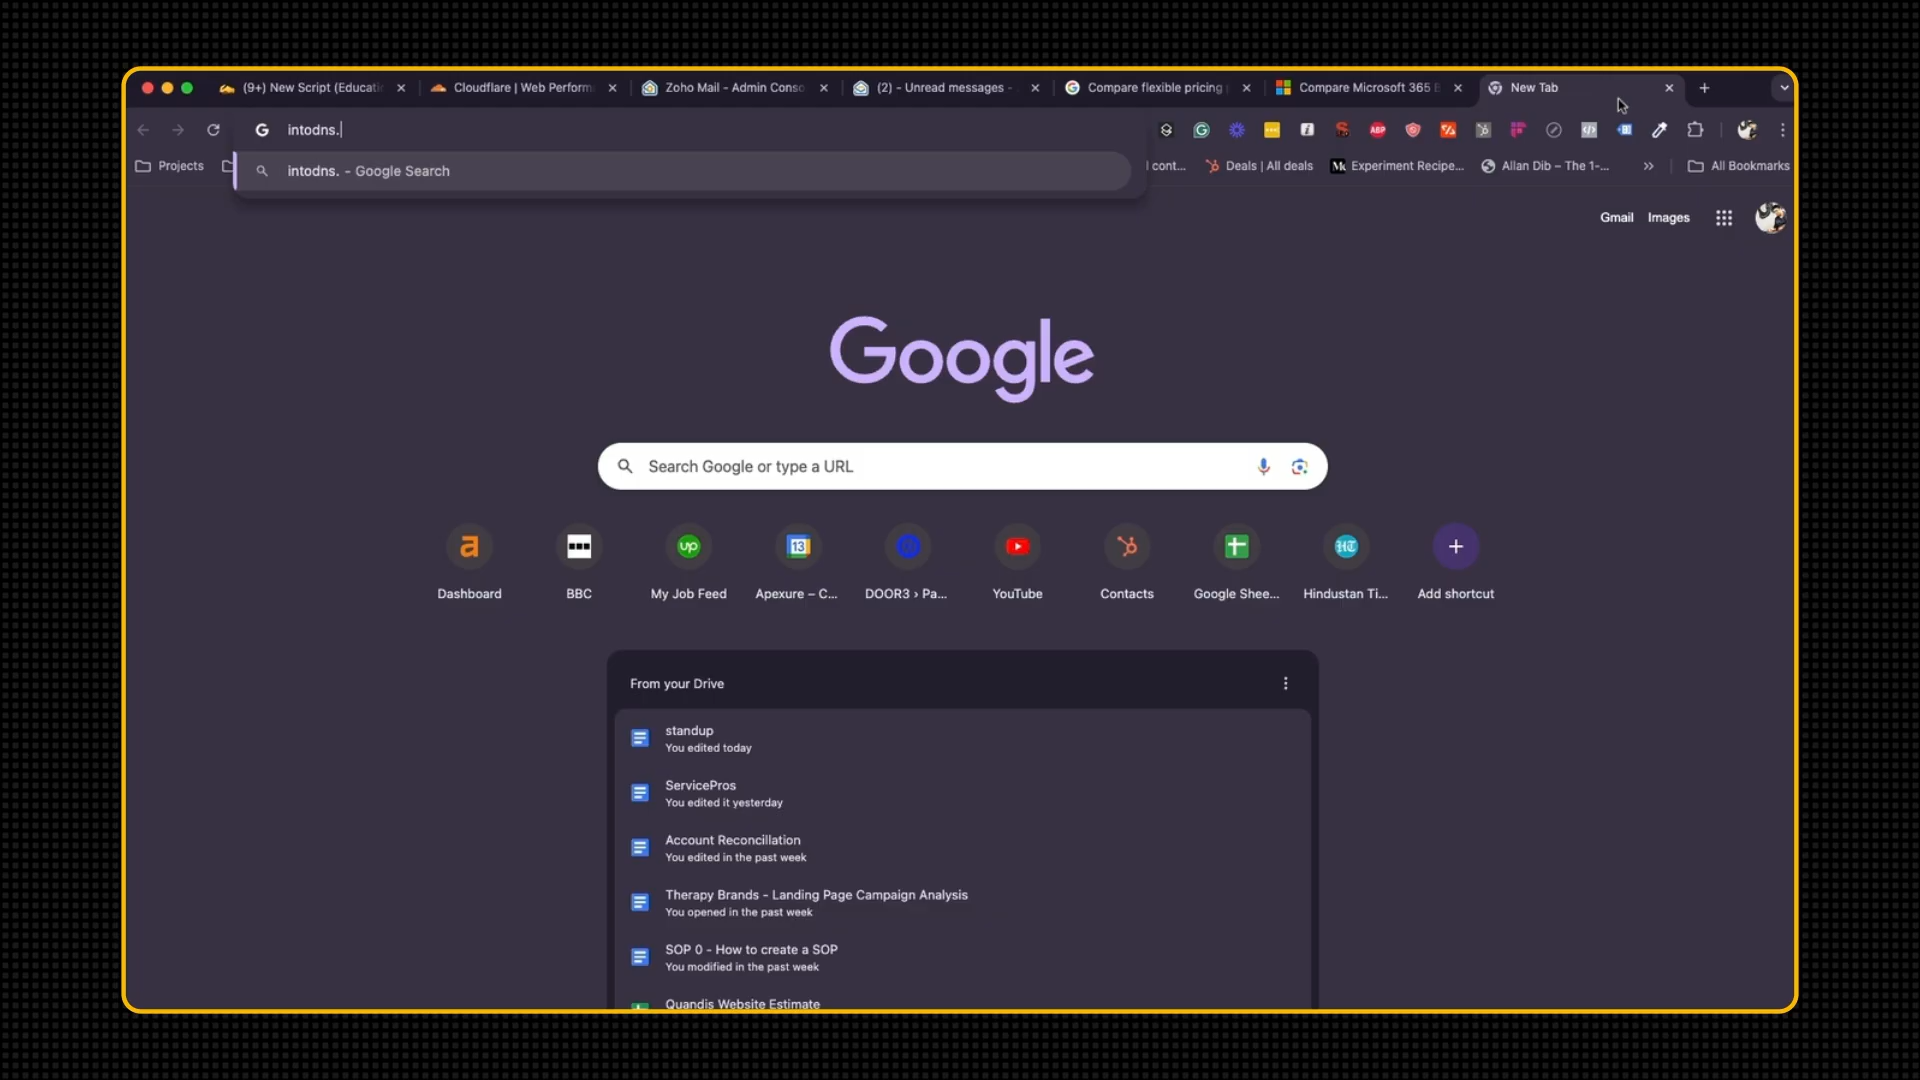 (9+) New Script (Educati
Cloudflare | Web Perform
Zoho Mail - Admin Conso
(2) - Unread messages -
Compare flexible pricing
Compare Microsoft 365 B
New Tab
intodns.
ABP
Projects
intodns. - Google Search
l cont...
Deals | All deals
Experiment Recipe...
Allan Dib – The 1-...
All Bookmarks
Gmail
Images
Google
Search Google or type a URL
a
up
13
HT
Dashboard
BBC
My Job Feed
Apexure – C...
DOOR3 › Pa...
YouTube
Contacts
Google Shee...
Hindustan Ti...
Add shortcut
From your Drive
standup
You edited today
ServicePros
You edited it yesterday
Account Reconcillation
You edited in the past week
Therapy Brands - Landing Page Campaign Analysis
You opened in the past week
SOP 0 - How to create a SOP
You modified in the past week
Quandis Website Estimate